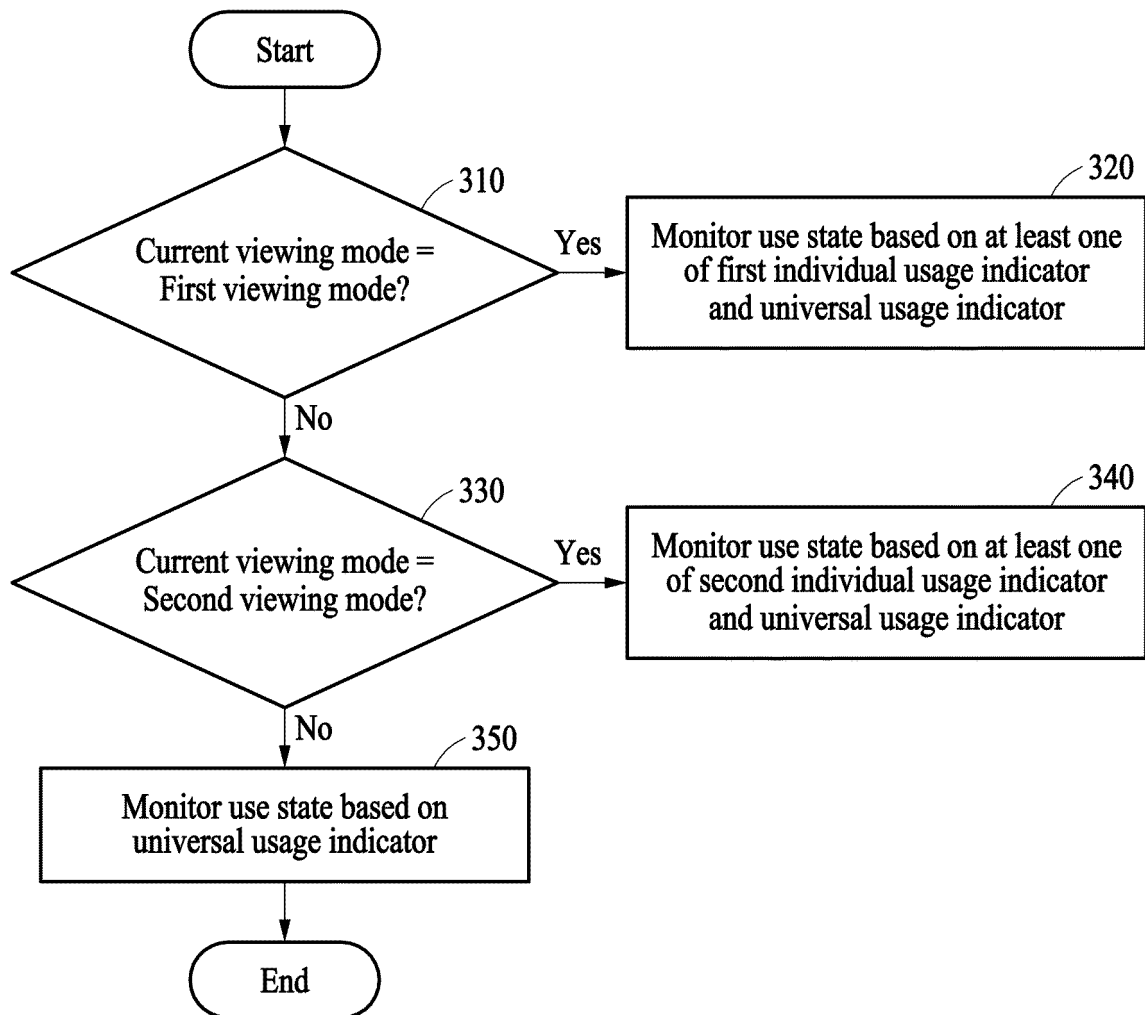 Start
310
Current viewing mode =
First viewing mode?
Yes
320
Monitor use state based on at least one
of first individual usage indicator
and universal usage indicator
No
330
Current viewing mode =
Second viewing mode?
Yes
340
Monitor use state based on at least one
of second individual usage indicator
and universal usage indicator
No
350
Monitor use state based on
universal usage indicator
End